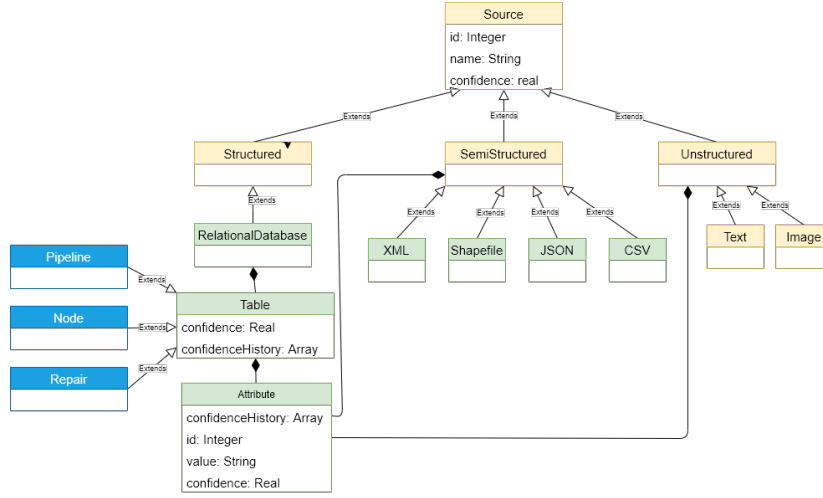 Source
id: Integer
name: String
confidence: real
Extends
Extends
Extends
Structured
SemiStructured
Unstructured
Extends
Extends
Extends
Extends
Extends
Extends
Extends
RelationalDatabase
XML
Shapefile
JSON
CSV
Text
Image
Pipeline
Extends
Table
confidence: Real
confidenceHistory: Array
Node
Extends
Repair
Extends
Attribute
confidenceHistory: Array
id: Integer
value: String
confidence: Real